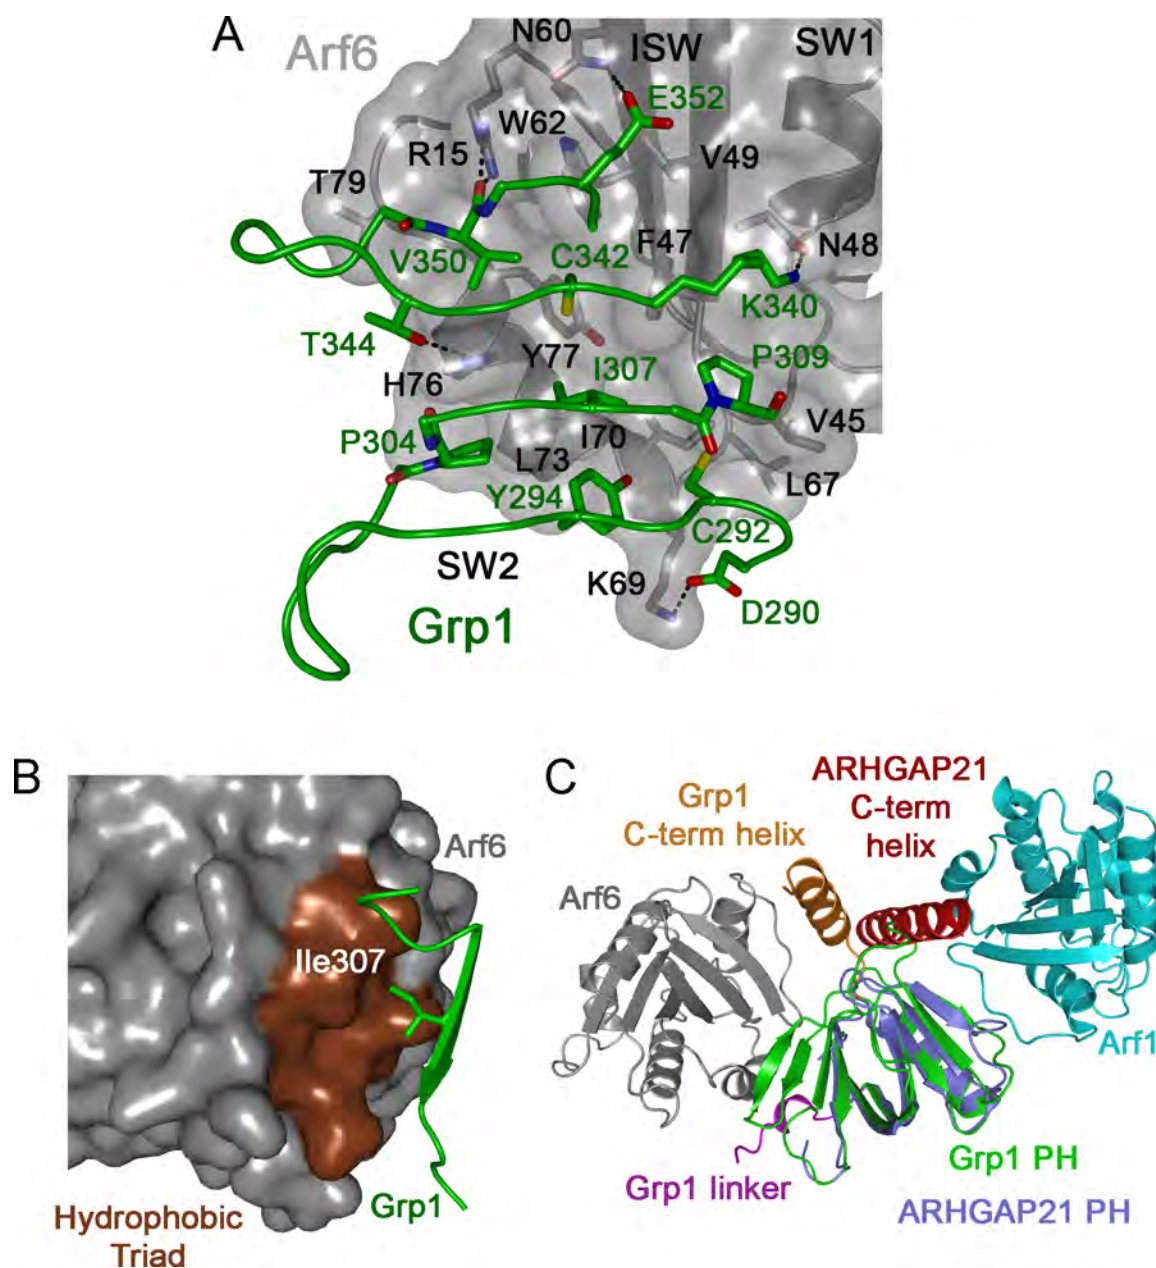 A
Arf6
N60
ISW
SW1
E352
W62
R15
V49
T79
F47
N48
V350
C342
K340
T344
Y77
P309
I307
H76
V45
P304
I70
L73
L67
Y294
C292
SW2
K69
D290
Grp1
B
Arf6
Ile307
Grp1
Hydrophobic
Triad
C
ARHGAP21
C-term
helix
Grp1
C-term helix
Arf6
Arf1
Grp1 PH
Grp1 linker
ARHGAP21 PH